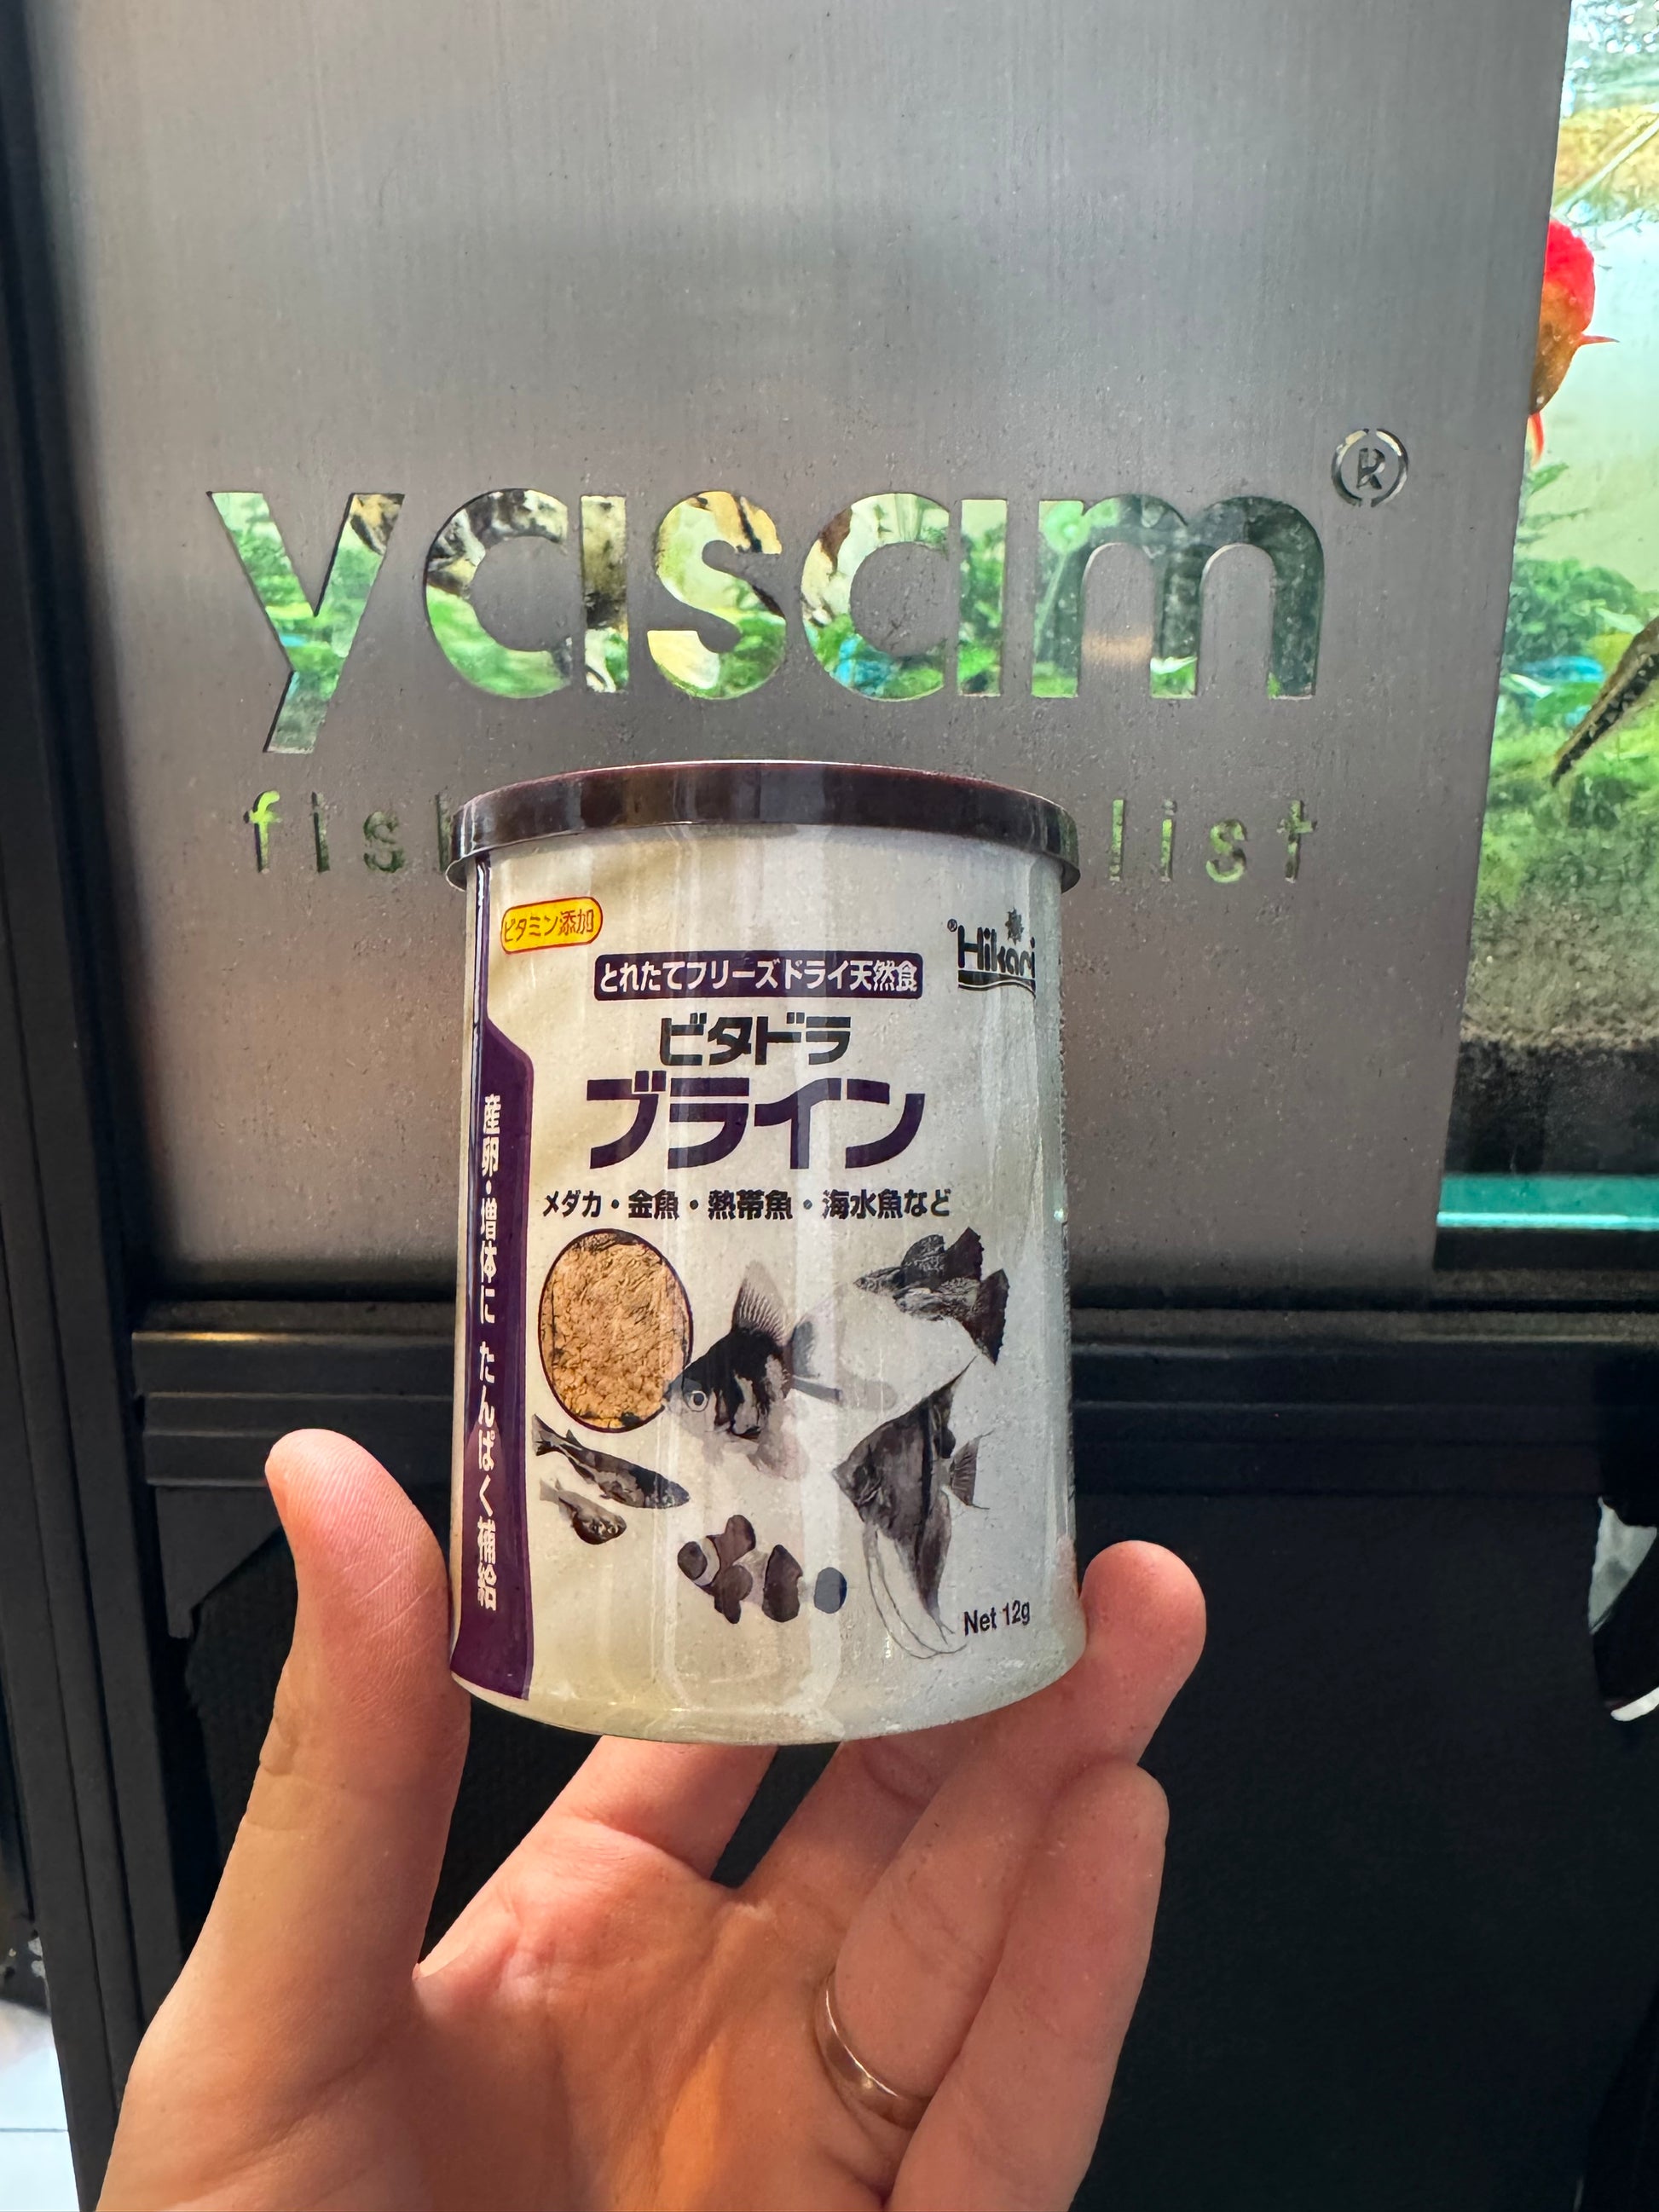 yasam®
fis
list
ビタミン添加
とれたてフリーズドライ天然食
®Hikari
ビタドラ
ブライン
メダカ・金魚・熱帯魚・海水魚など
産卵・増体に たんぱく補給
Net 12g